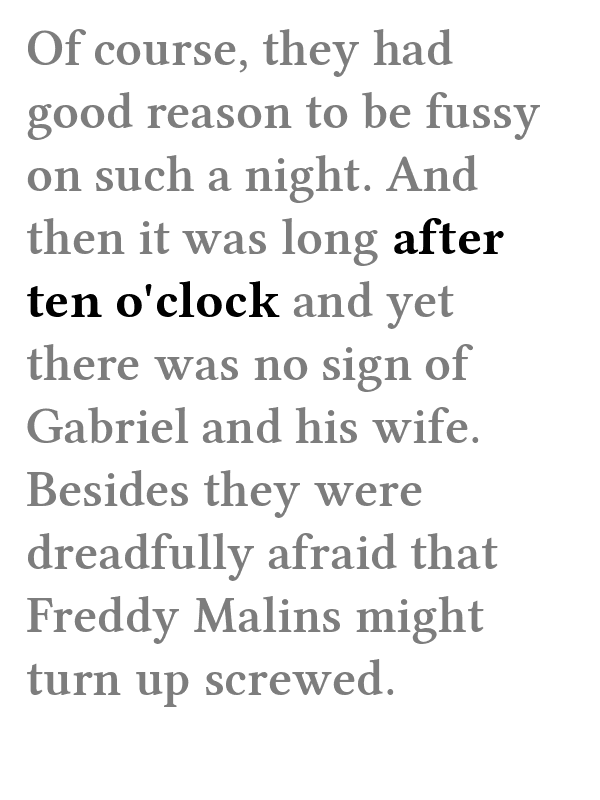 Of course, they had
good reason to be fussy
on such a night. And
then it was long after
ten o'clock and yet
there was no sign of
Gabriel and his wife.
Besides they were
dreadfully afraid that
Freddy Malins might
turn up screwed.